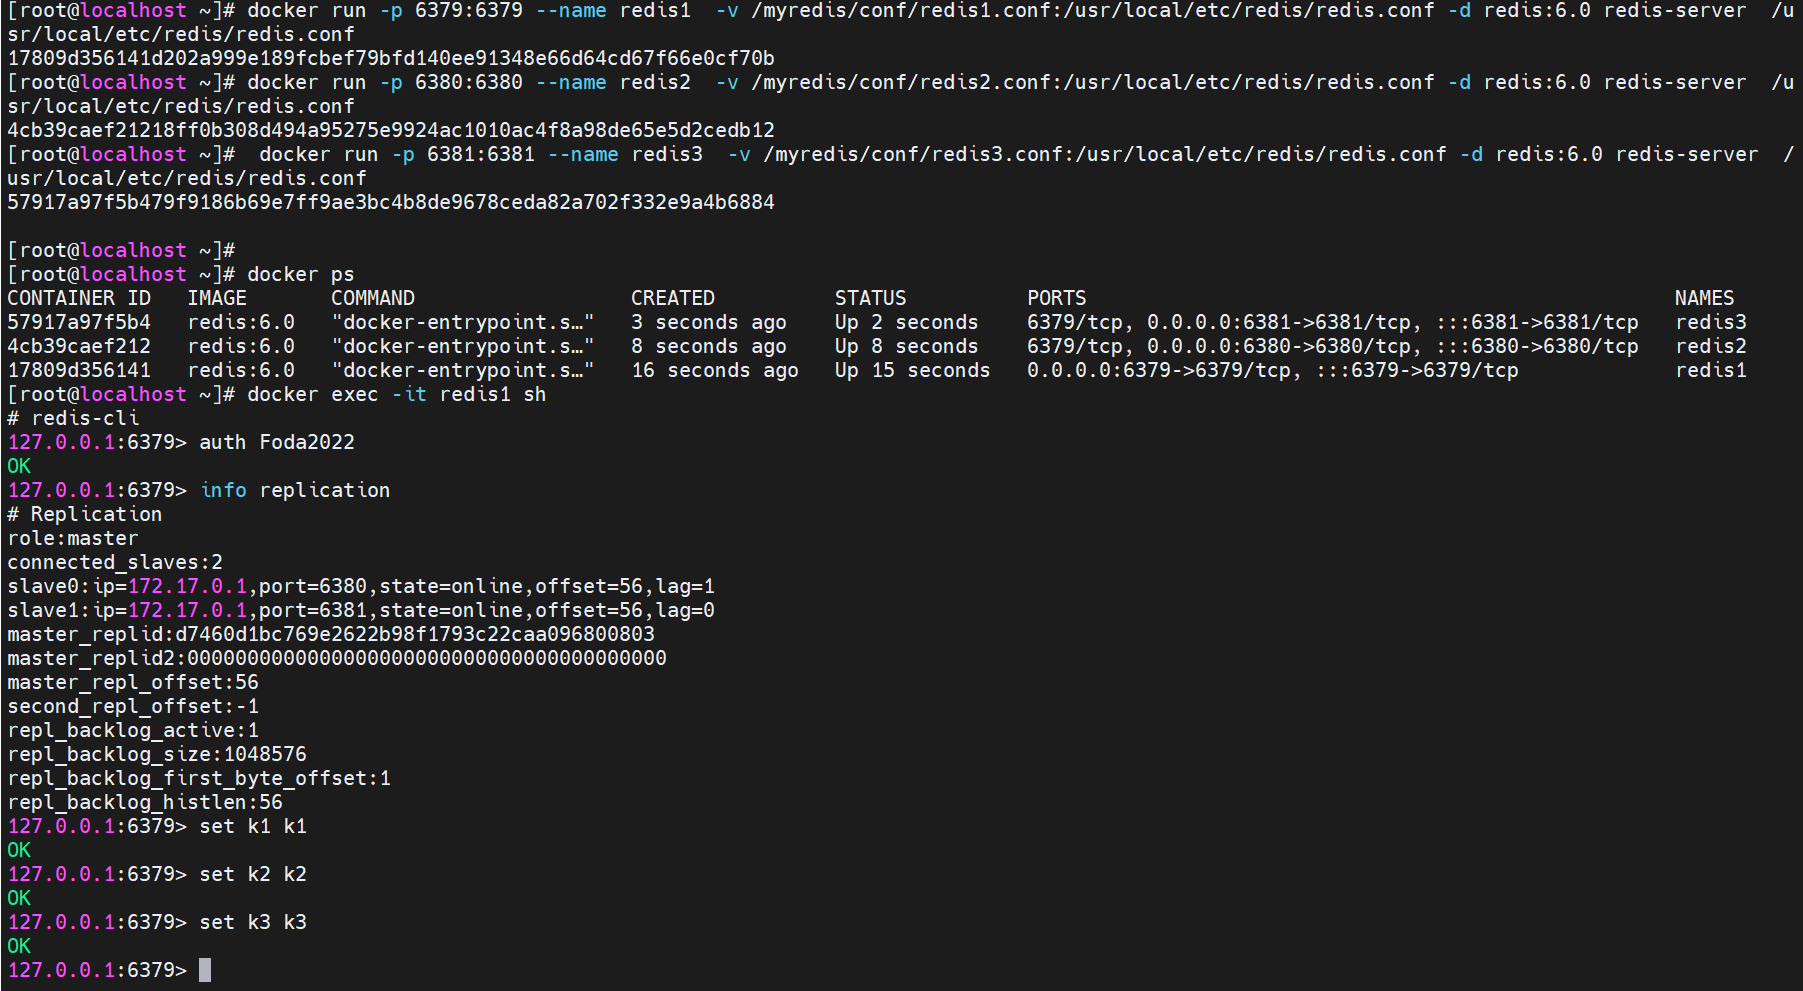 [root@localhost ~]# docker run -p 6379:6379 --name redis1  -v /myredis/conf/redis1.conf:/usr/local/etc/redis/redis.conf -d redis:6.0 redis-server  /u
sr/local/etc/redis/redis.conf
17809d356141d202a999e189fcbef79bfd140ee91348e66d64cd67f66e0cf70b
[root@localhost ~]# docker run -p 6380:6380 --name redis2  -v /myredis/conf/redis2.conf:/usr/local/etc/redis/redis.conf -d redis:6.0 redis-server  /u
sr/local/etc/redis/redis.conf
4cb39caef21218ff0b308d494a95275e9924ac1010ac4f8a98de65e5d2cedb12
[root@localhost ~]#  docker run -p 6381:6381 --name redis3  -v /myredis/conf/redis3.conf:/usr/local/etc/redis/redis.conf -d redis:6.0 redis-server  /
usr/local/etc/redis/redis.conf
57917a97f5b479f9186b69e7ff9ae3bc4b8de9678ceda82a702f332e9a4b6884
[root@localhost ~]#
[root@localhost ~]# docker ps
CONTAINER ID   IMAGE       COMMAND                  CREATED          STATUS          PORTS                                                 NAMES
57917a97f5b4   redis:6.0   "docker-entrypoint.s…"   3 seconds ago    Up 2 seconds    6379/tcp, 0.0.0.0:6381->6381/tcp, :::6381->6381/tcp   redis3
4cb39caef212   redis:6.0   "docker-entrypoint.s…"   8 seconds ago    Up 8 seconds    6379/tcp, 0.0.0.0:6380->6380/tcp, :::6380->6380/tcp   redis2
17809d356141   redis:6.0   "docker-entrypoint.s…"   16 seconds ago   Up 15 seconds   0.0.0.0:6379->6379/tcp, :::6379->6379/tcp             redis1
[root@localhost ~]# docker exec -it redis1 sh
# redis-cli
127.0.0.1:6379> auth Foda2022
OK
127.0.0.1:6379> info replication
# Replication
role:master
connected_slaves:2
slave0:ip=172.17.0.1,port=6380,state=online,offset=56,lag=1
slave1:ip=172.17.0.1,port=6381,state=online,offset=56,lag=0
master_replid:d7460d1bc769e2622b98f1793c22caa096800803
master_replid2:0000000000000000000000000000000000000000
master_repl_offset:56
second_repl_offset:-1
repl_backlog_active:1
repl_backlog_size:1048576
repl_backlog_first_byte_offset:1
repl_backlog_histlen:56
127.0.0.1:6379> set k1 k1
OK
127.0.0.1:6379> set k2 k2
OK
127.0.0.1:6379> set k3 k3
OK
127.0.0.1:6379>